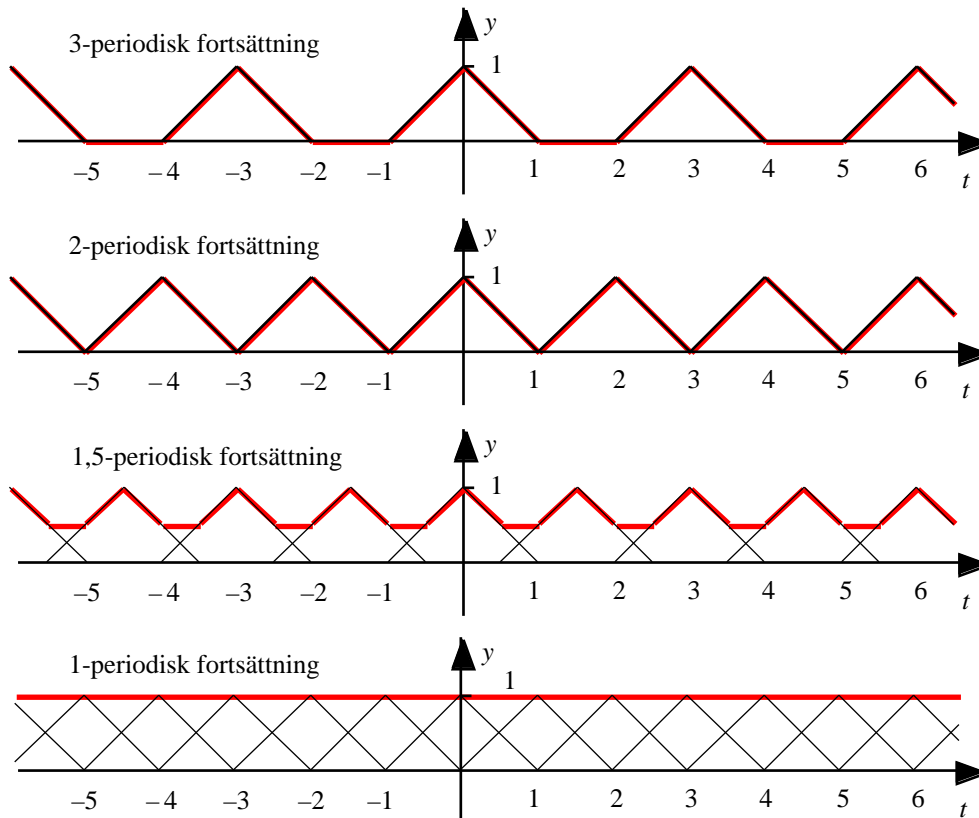 y
3-periodisk fortsättning
1
–5 –4 –3 –2 –1 1 2 3 4 5 6
t
y
2-periodisk fortsättning
1
–5 –4 –3 –2 –1 1 2 3 4 5 6
t
y
1,5-periodisk fortsättning
1
–5 –4 –3 –2 –1 1 2 3 4 5 6
t
y
1-periodisk fortsättning
1
–5 –4 –3 –2 –1 1 2 3 4 5 6
t